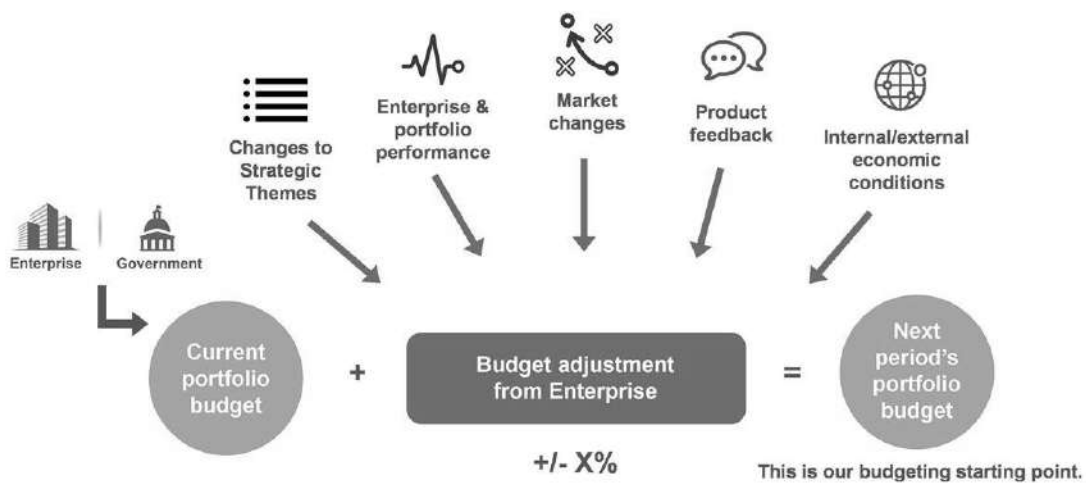 Changes to
Strategic
Themes
Enterprise &
portfolio
performance
Market
changes
Product
feedback
Internal/external
economic
conditions
Enterprise
Government
Current
portfolio
budget
+
Budget adjustment
from Enterprise
=
Next
period's
portfolio
budget
+/- X%
This is our budgeting starting point.